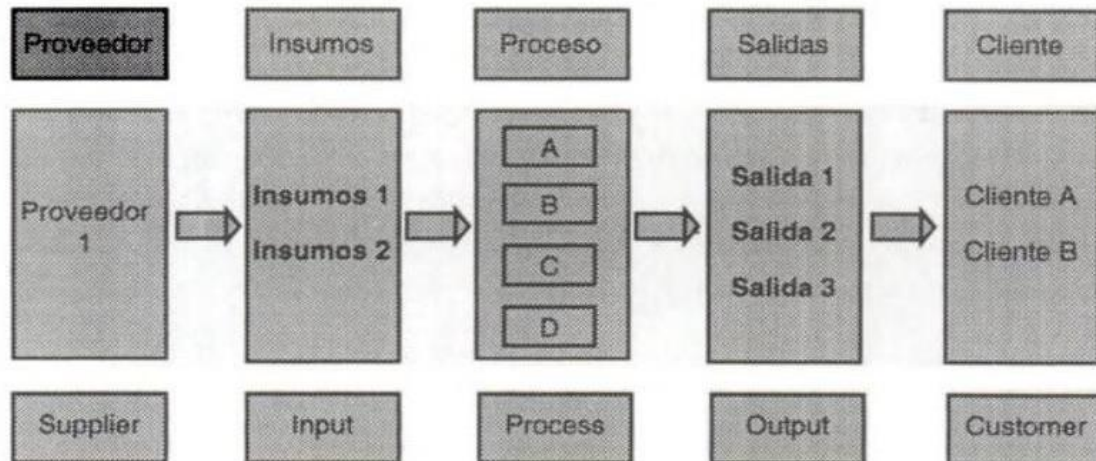 Proveedor
Insumos
Proceso
Salidas
Cliente
Proveedor
1
Insumos 1
Insumos 2
A
B
C
D
Salida 1
Salida 2
Salida 3
Cliente A
Cliente B
Supplier
Input
Process
Output
Customer